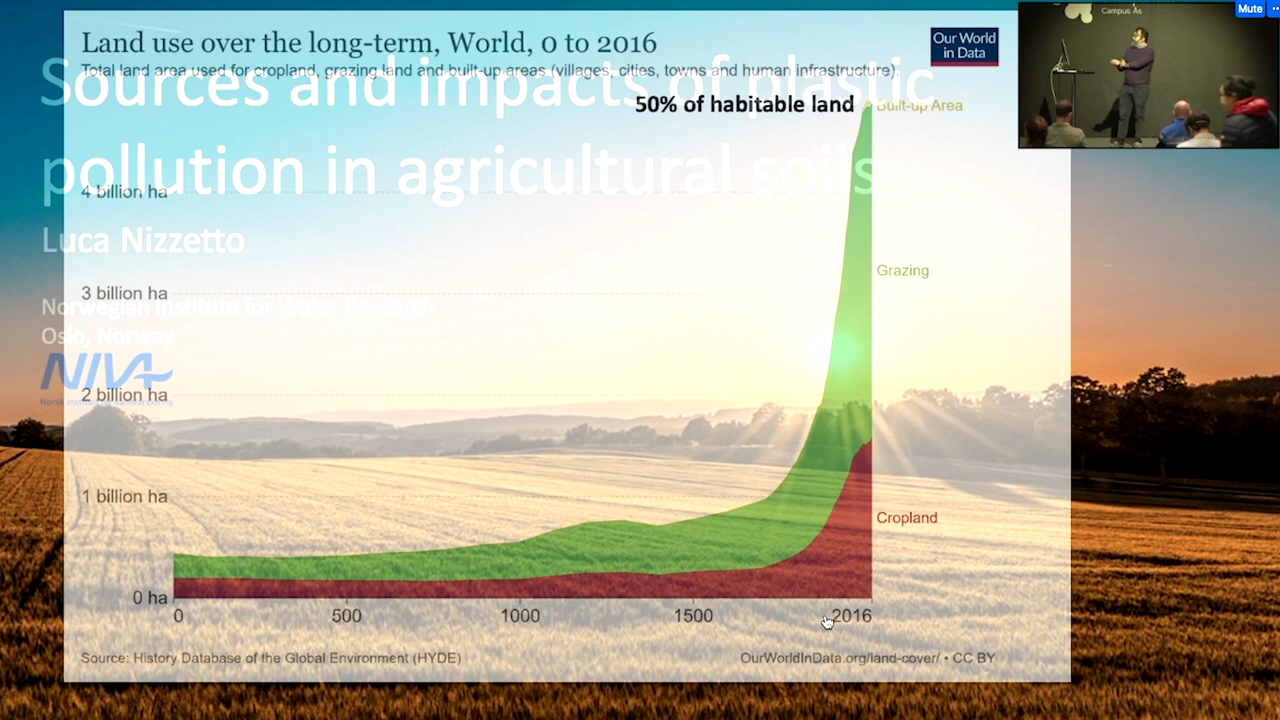 Land use over the long-term, World, 0 to 2016
Our World
in Data
Total land area used for cropland, grazing land and built-up areas (villages, cities, towns and human infrastructure).
Sources and impacts of plastic
pollution in agricultural soils
50% of habitable land
Built-up Area
4 billion ha
Luca Nizzetto
Grazing
3 billion ha
Norwegian Institute for Water Research
Oslo, Norway
NIVA
2 billion ha
1 billion ha
Cropland
0 ha
0
500
1000
1500
2016
Source: History Database of the Global Environment (HYDE)
OurWorldInData.org/land-cover/ • CC BY
Campus Ås
Mute